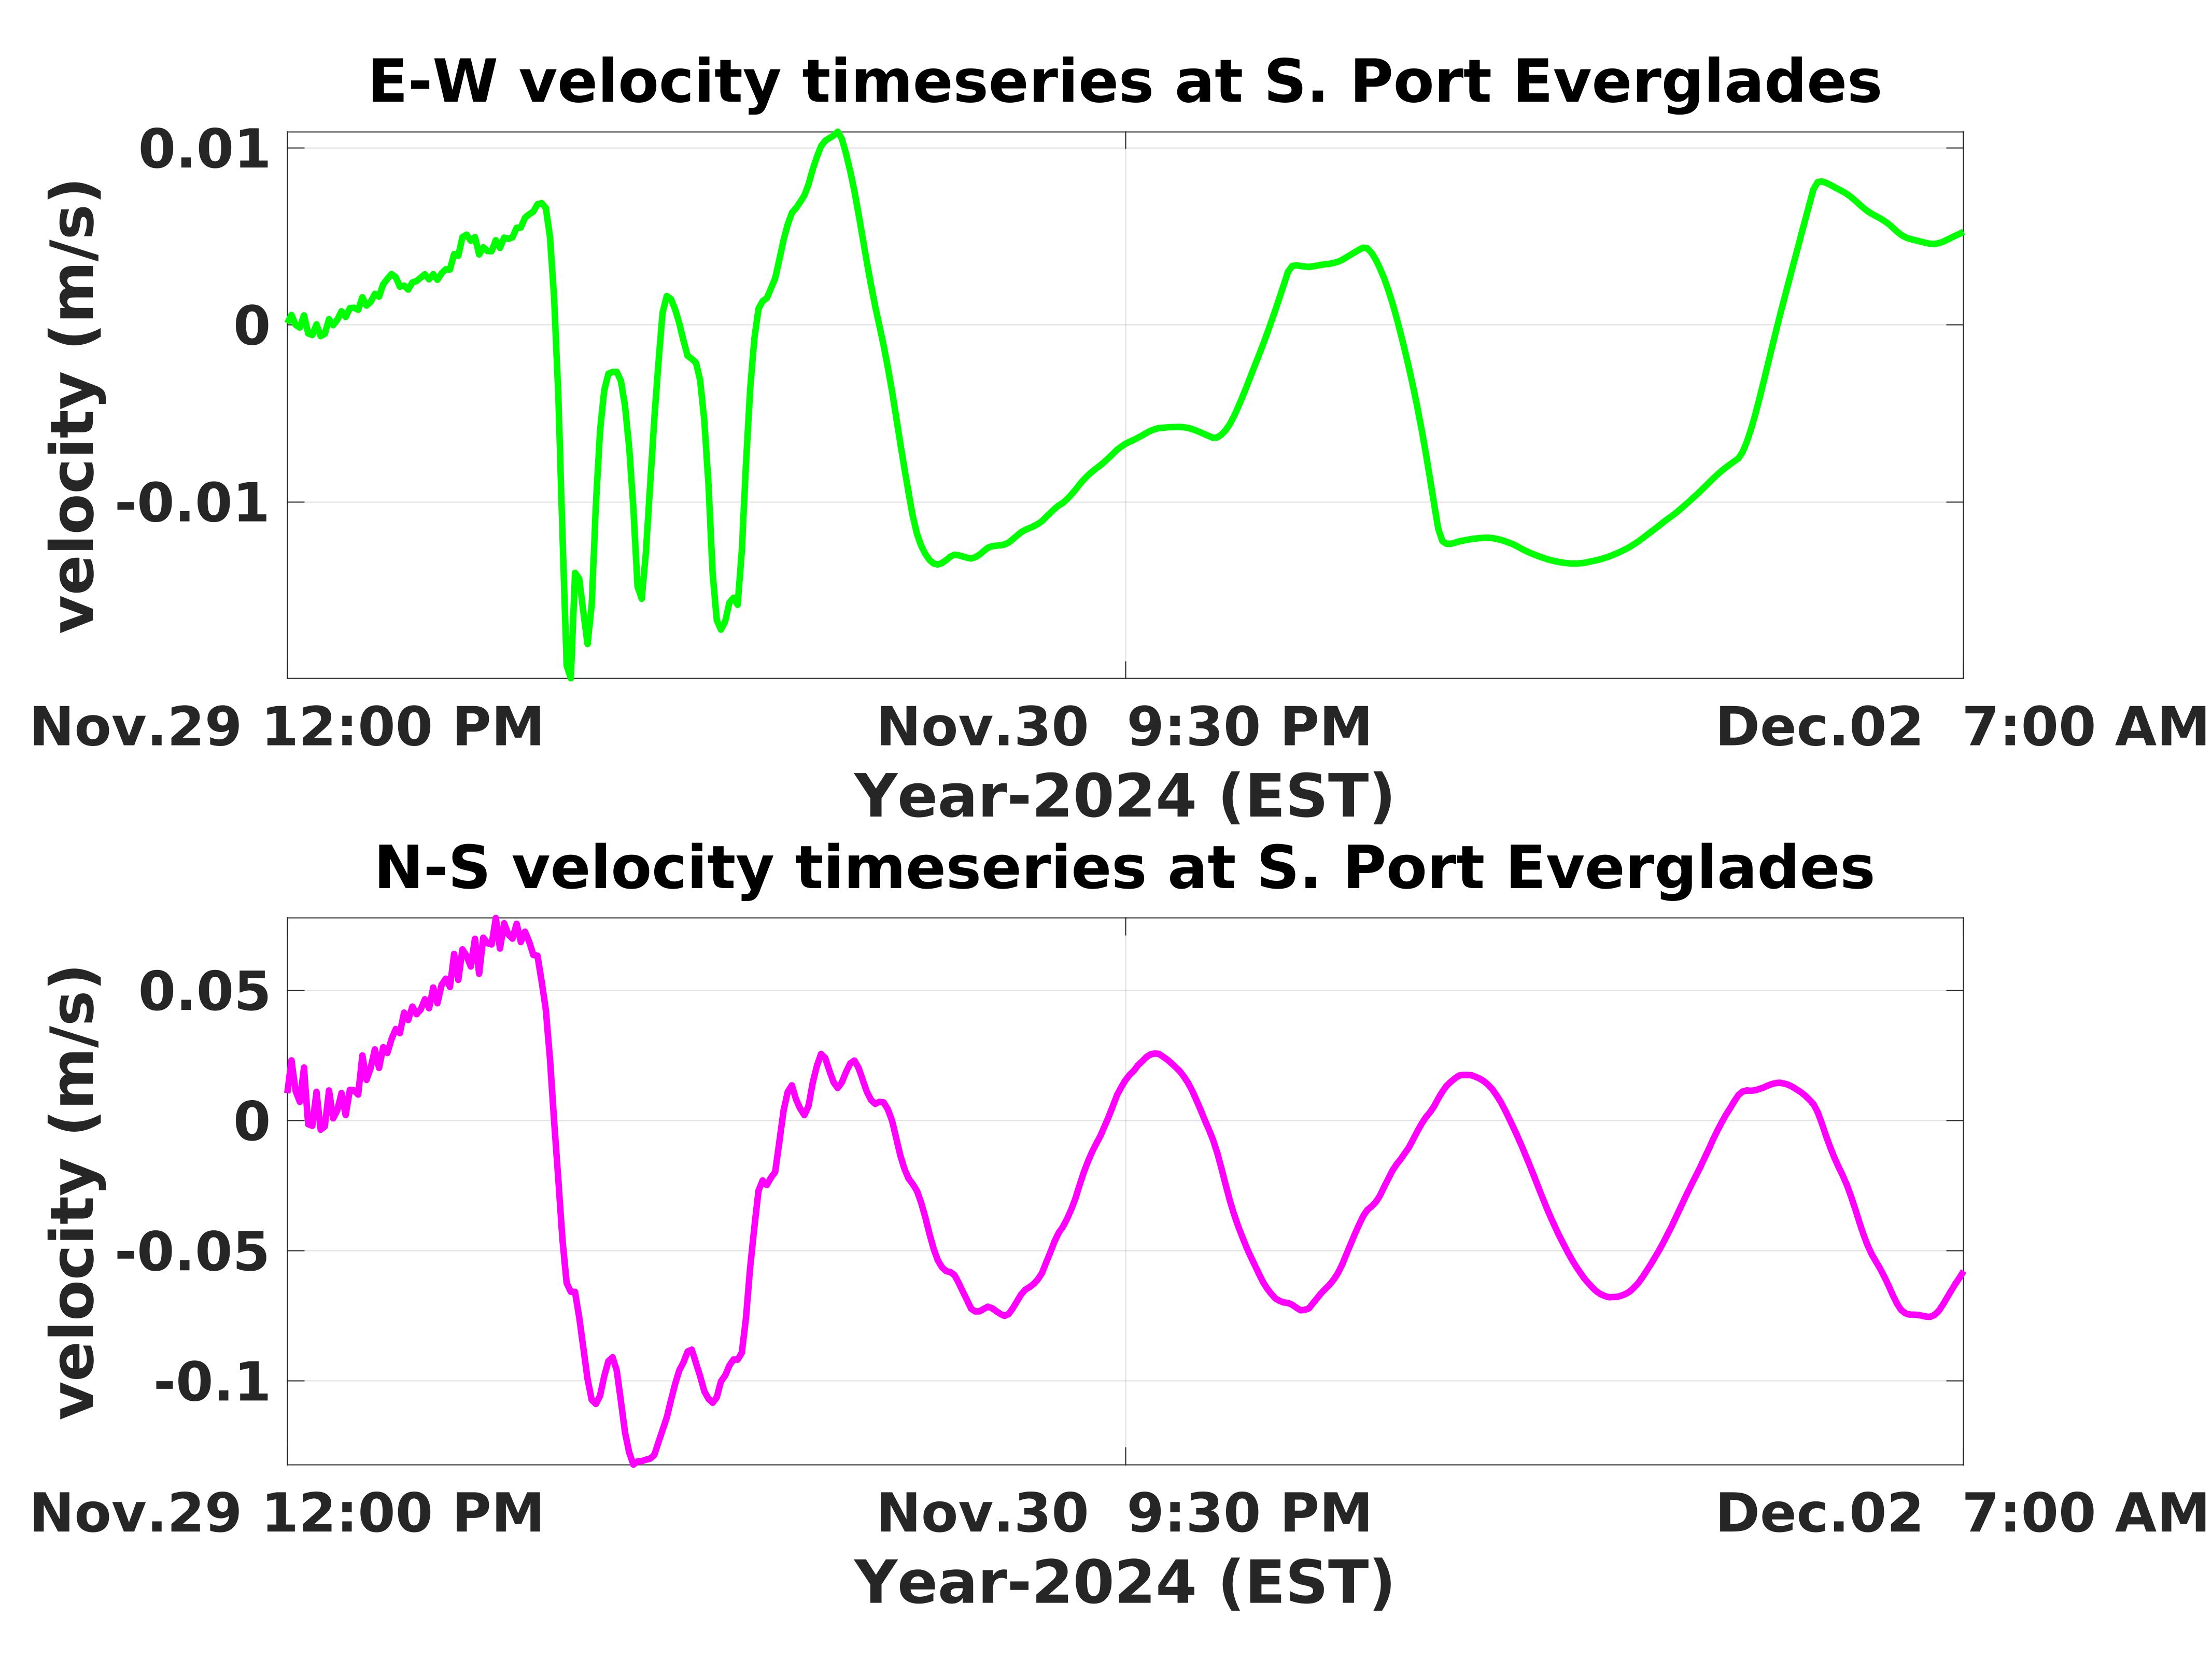 E-W velocity timeseries at S. Port Everglades
velocity (m/s)
0.01
0
-0.01
Nov.29 12:00 PM Nov.30  9:30 PM Dec.02  7:00 AM
Year-2024 (EST)
N-S velocity timeseries at S. Port Everglades
velocity (m/s)
0.05
0
-0.05
-0.1
Nov.29 12:00 PM Nov.30  9:30 PM Dec.02  7:00 AM
Year-2024 (EST)